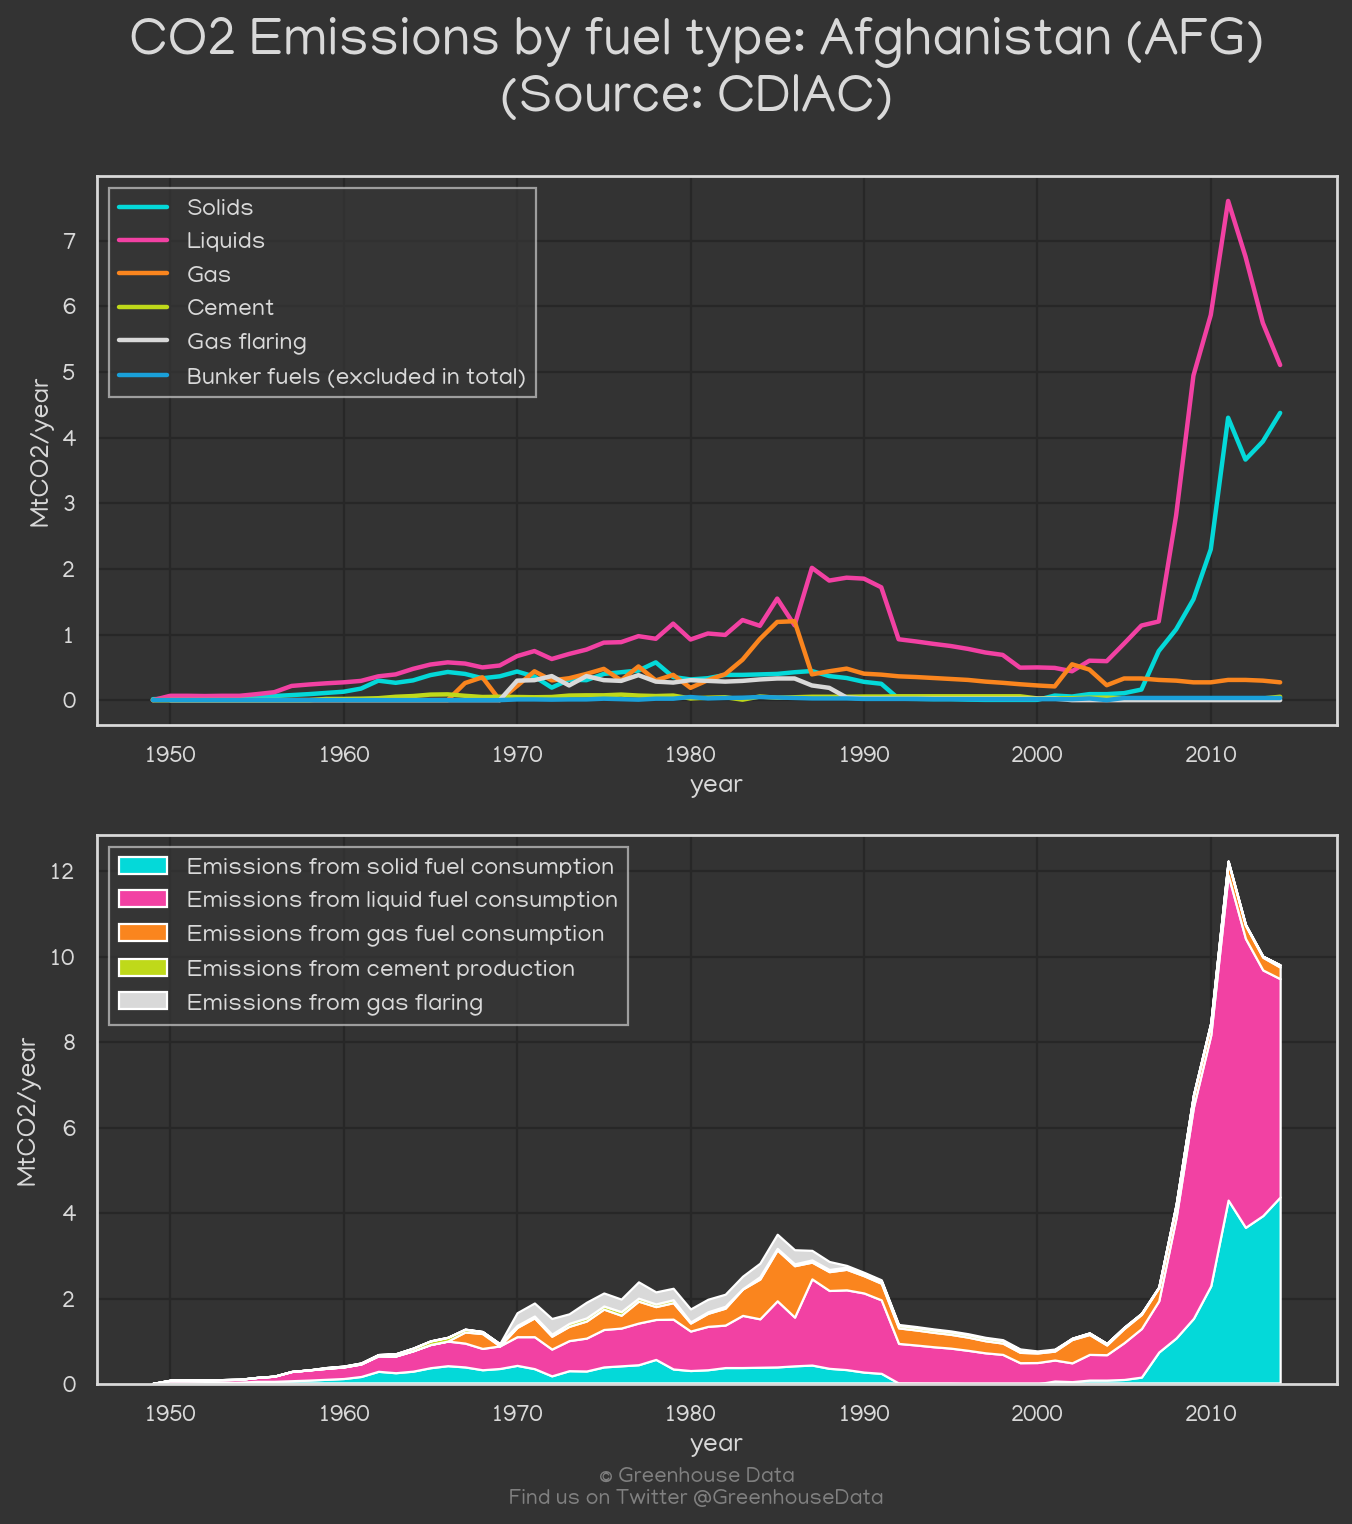 CO2 Emissions by fuel type: Afghanistan (AFG)
(Source: CDIAC)
Solids
Liquids
Gas
Cement
Gas flaring
Bunker fuels (excluded in total)
7
6
5
4
3
2
1
0
MtCO2/year
1950 1960 1970 1980 1990 2000 2010
year
Emissions from solid fuel consumption
Emissions from liquid fuel consumption
Emissions from gas fuel consumption
Emissions from cement production
Emissions from gas flaring
12
10
8
6
4
2
0
MtCO2/year
1950 1960 1970 1980 1990 2000 2010
year
© Greenhouse Data
Find us on Twitter @GreenhouseData